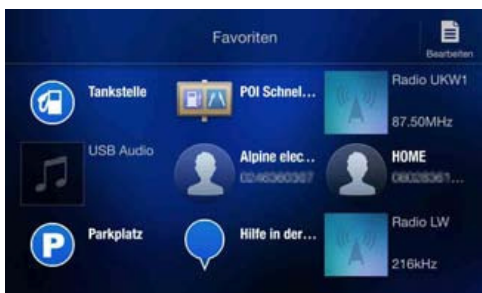 Favoriten
Bearbeiten
Tankstelle
POI Schnel...
Radio UKW1
87.50MHz
USB Audio
Alpine elec...
HOME
P
Parkplatz
Hilfe in der...
Radio LW
216kHz